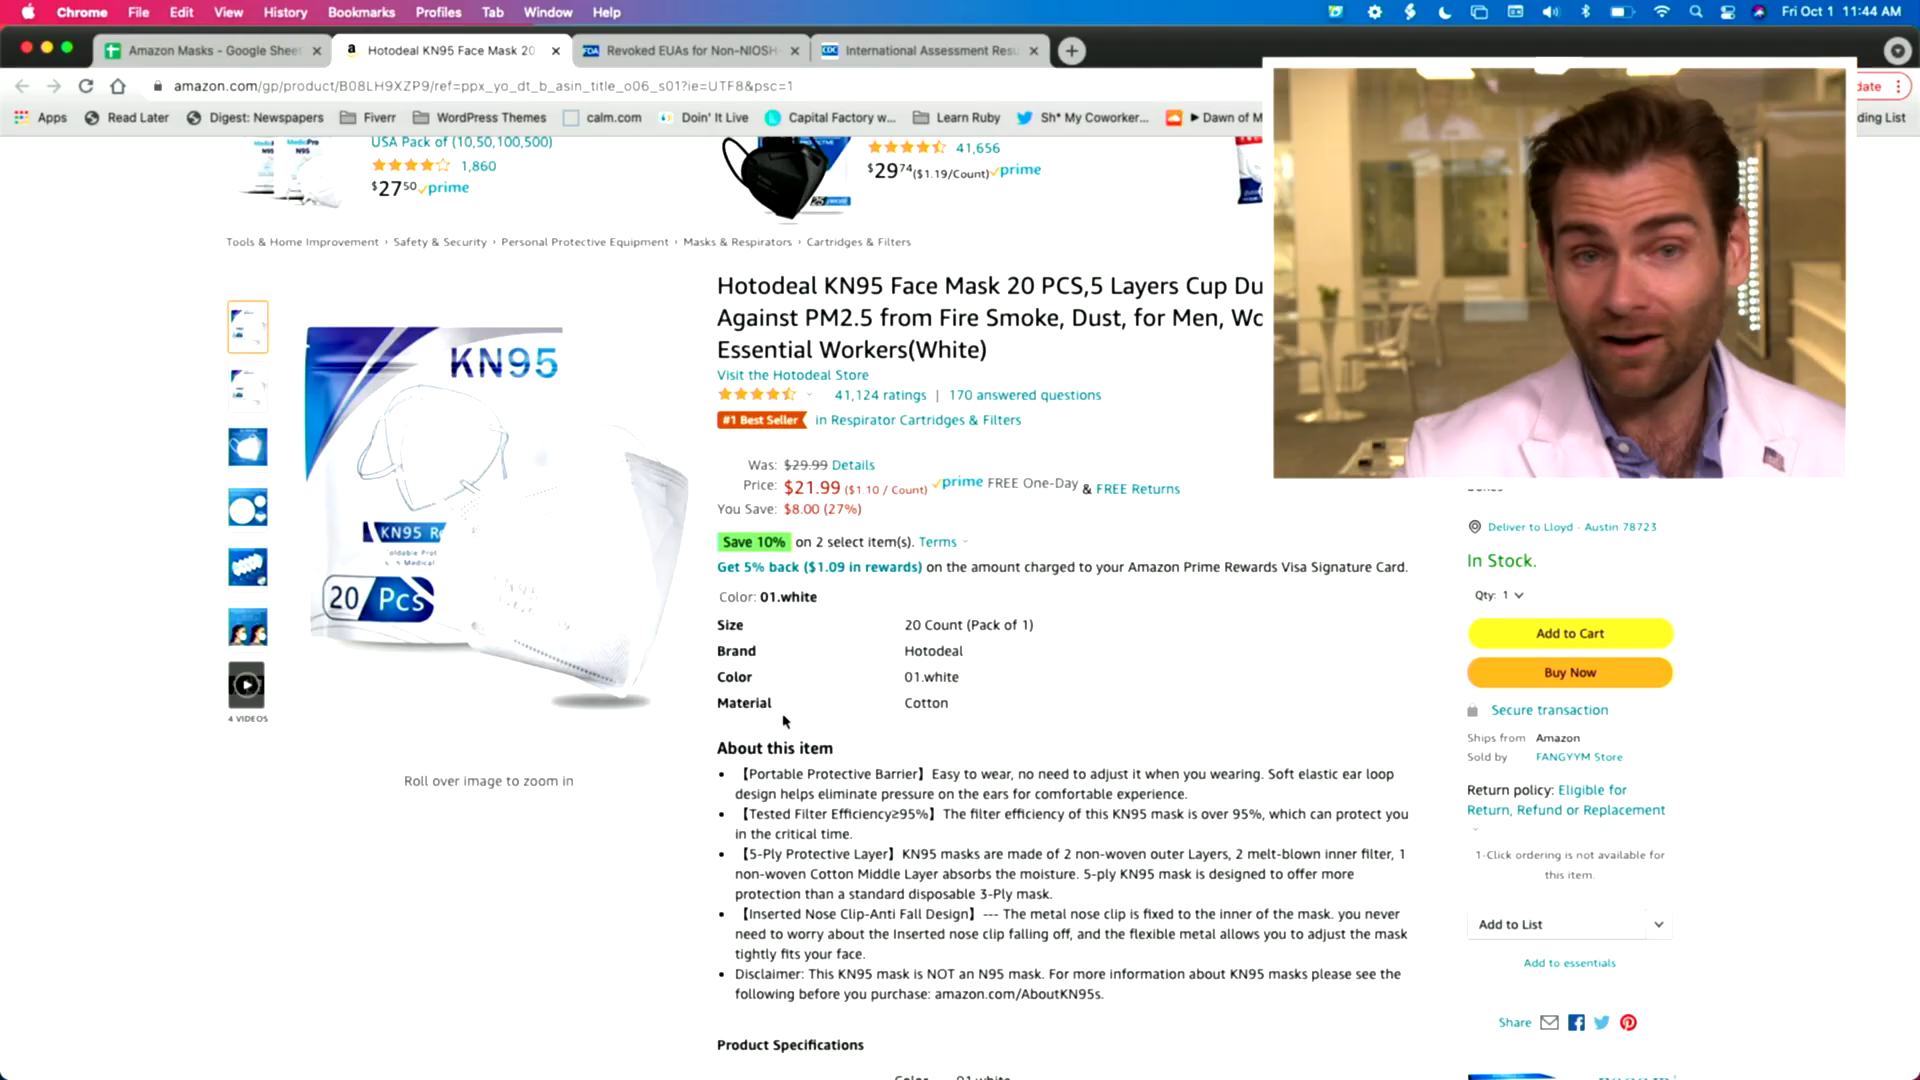 Chrome File Edit View History Bookmarks Profiles Tab Window Help
Fri Oct 1 11:44 AM
Amazon Masks - Google Sheet
Hotodeal KN95 Face Mask 20
FDA Revoked EUAs for Non-NIOSH
CDC International Assessment Resu
amazon.com/gp/product/B08LH9XZP9/ref=ppx_yo_dt_b_asin_title_o06_s01?ie=UTF8&psc=1
date
Apps Read Later Digest: Newspapers Fiverr WordPress Themes calm.com Doin' It Live Capital Factory w... Learn Ruby Sh* My Coworker... ▶ Dawn of M
ding List
USA Pack of (10,50,100,500)
1,860
$27.50 prime
41,656
$29.74 ($1.19/Count) prime
Tools & Home Improvement › Safety & Security › Personal Protective Equipment › Masks & Respirators › Cartridges & Filters
KN95
KN95 Re
20 Pcs
4 VIDEOS
Roll over image to zoom in
Hotodeal KN95 Face Mask 20 PCS,5 Layers Cup Du
Against PM2.5 from Fire Smoke, Dust, for Men, Wo
Essential Workers(White)
Visit the Hotodeal Store
41,124 ratings | 170 answered questions
#1 Best Seller in Respirator Cartridges & Filters
Was: $29.99 Details
Price: $21.99 ($1.10 / Count) prime FREE One-Day & FREE Returns
You Save: $8.00 (27%)
Save 10% on 2 select item(s). Terms
Get 5% back ($1.09 in rewards) on the amount charged to your Amazon Prime Rewards Visa Signature Card.
Color: 01.white
Size 20 Count (Pack of 1)
Brand Hotodeal
Color 01.white
Material Cotton
About this item
• 【Portable Protective Barrier】Easy to wear, no need to adjust it when you wearing. Soft elastic ear loop
design helps eliminate pressure on the ears for comfortable experience.
• 【Tested Filter Efficiency≥95%】The filter efficiency of this KN95 mask is over 95%, which can protect you
in the critical time.
• 【5-Ply Protective Layer】KN95 masks are made of 2 non-woven outer Layers, 2 melt-blown inner filter, 1
non-woven Cotton Middle Layer absorbs the moisture. 5-ply KN95 mask is designed to offer more
protection than a standard disposable 3-Ply mask.
• 【Inserted Nose Clip-Anti Fall Design】--- The metal nose clip is fixed to the inner of the mask. you never
need to worry about the Inserted nose clip falling off, and the flexible metal allows you to adjust the mask
tightly fits your face.
• Disclaimer: This KN95 mask is NOT an N95 mask. For more information about KN95 masks please see the
following before you purchase: amazon.com/AboutKN95s.
Product Specifications
Color 01.white
Deliver to Lloyd - Austin 78723
In Stock.
Qty: 1
Add to Cart
Buy Now
Secure transaction
Ships from Amazon
Sold by FANGYYM Store
Return policy: Eligible for
Return, Refund or Replacement
1-Click ordering is not available for
this item.
Add to List
Add to essentials
Share